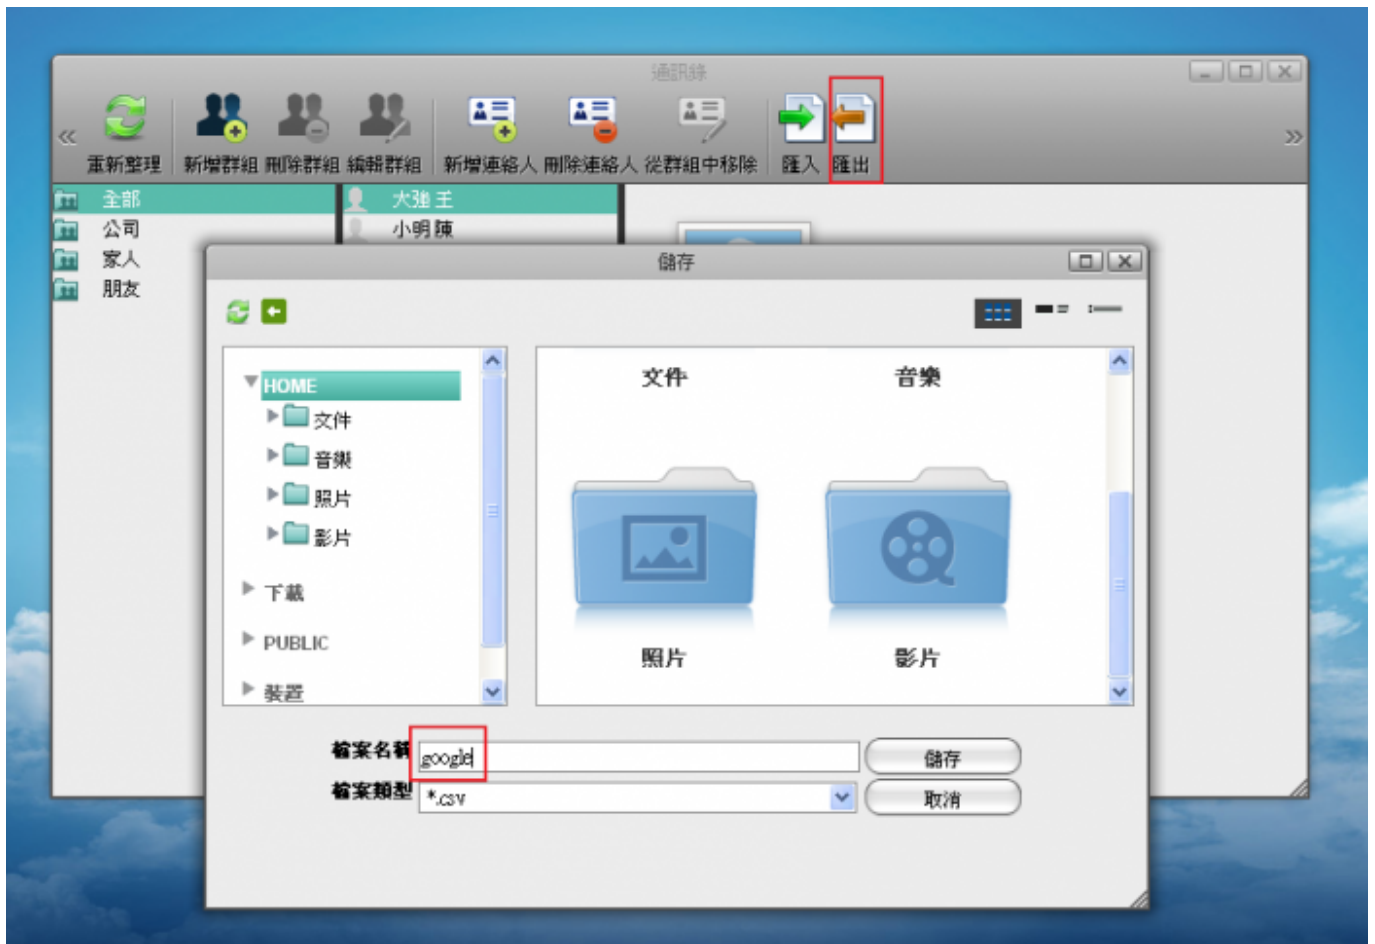 通訊錄
重新整理 新增群組 刪除群組 編輯群組 新增連絡人 刪除連絡人 從群組中移除 匯入 匯出
全部
公司
家人
朋友
大強 王
小明 陳
儲存
HOME
文件
音樂
照片
影片
下載
PUBLIC
裝置
文件 音樂
照片 影片
檔案名稱 google 儲存
檔案類型 *.csv 取消